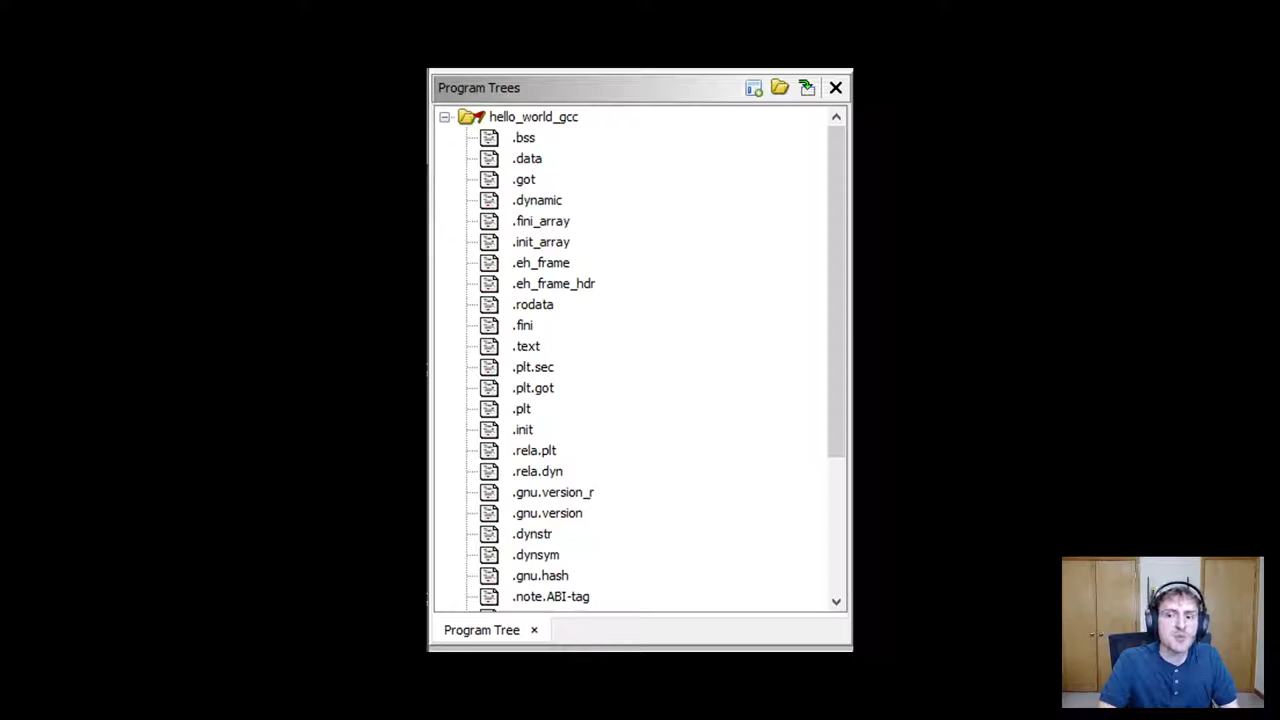 Program Trees
hello_world_gcc
.bss
.data
.got
.dynamic
.fini_array
.init_array
.eh_frame
.eh_frame_hdr
.rodata
.fini
.text
.plt.sec
.plt.got
.plt
.init
.rela.plt
.rela.dyn
.gnu.version_r
.gnu.version
.dynstr
.dynsym
.gnu.hash
.note.ABI-tag
Program Tree